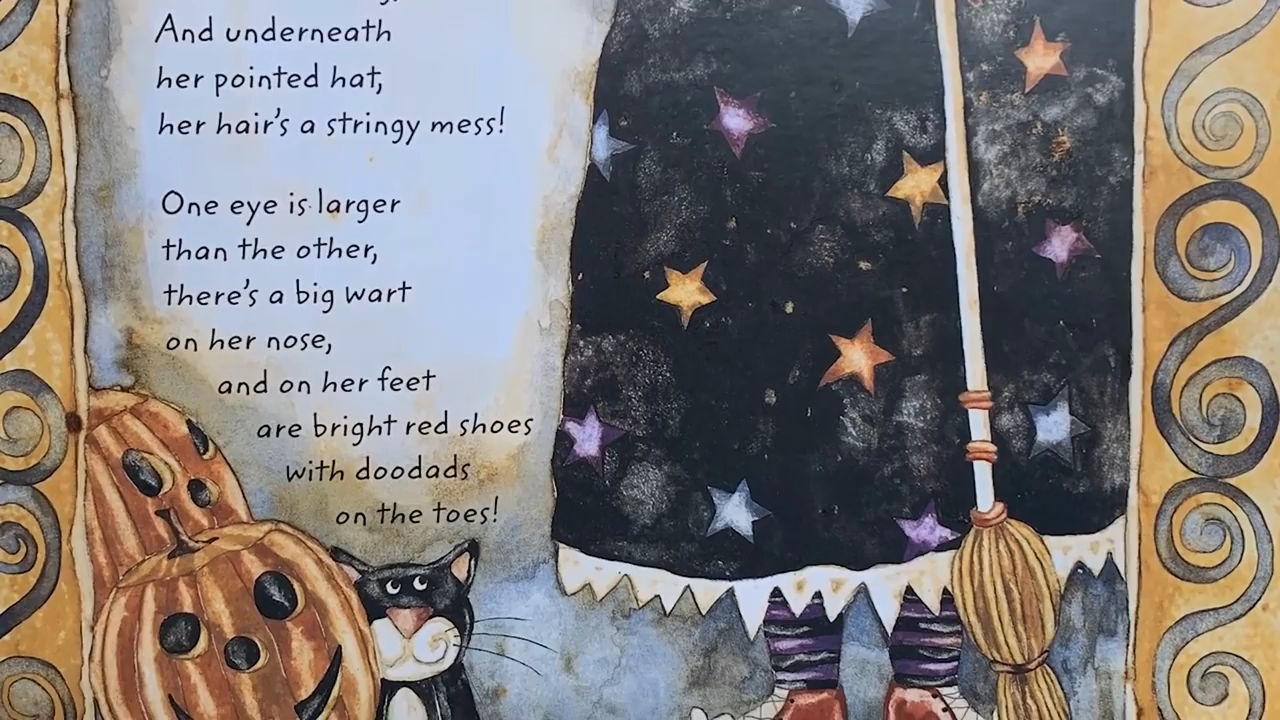 And underneath
her pointed hat,
her hair's a stringy mess!
One eye is larger
than the other,
there's a big wart
on her nose,
and on her feet
are bright red shoes
with doodads
on the toes!